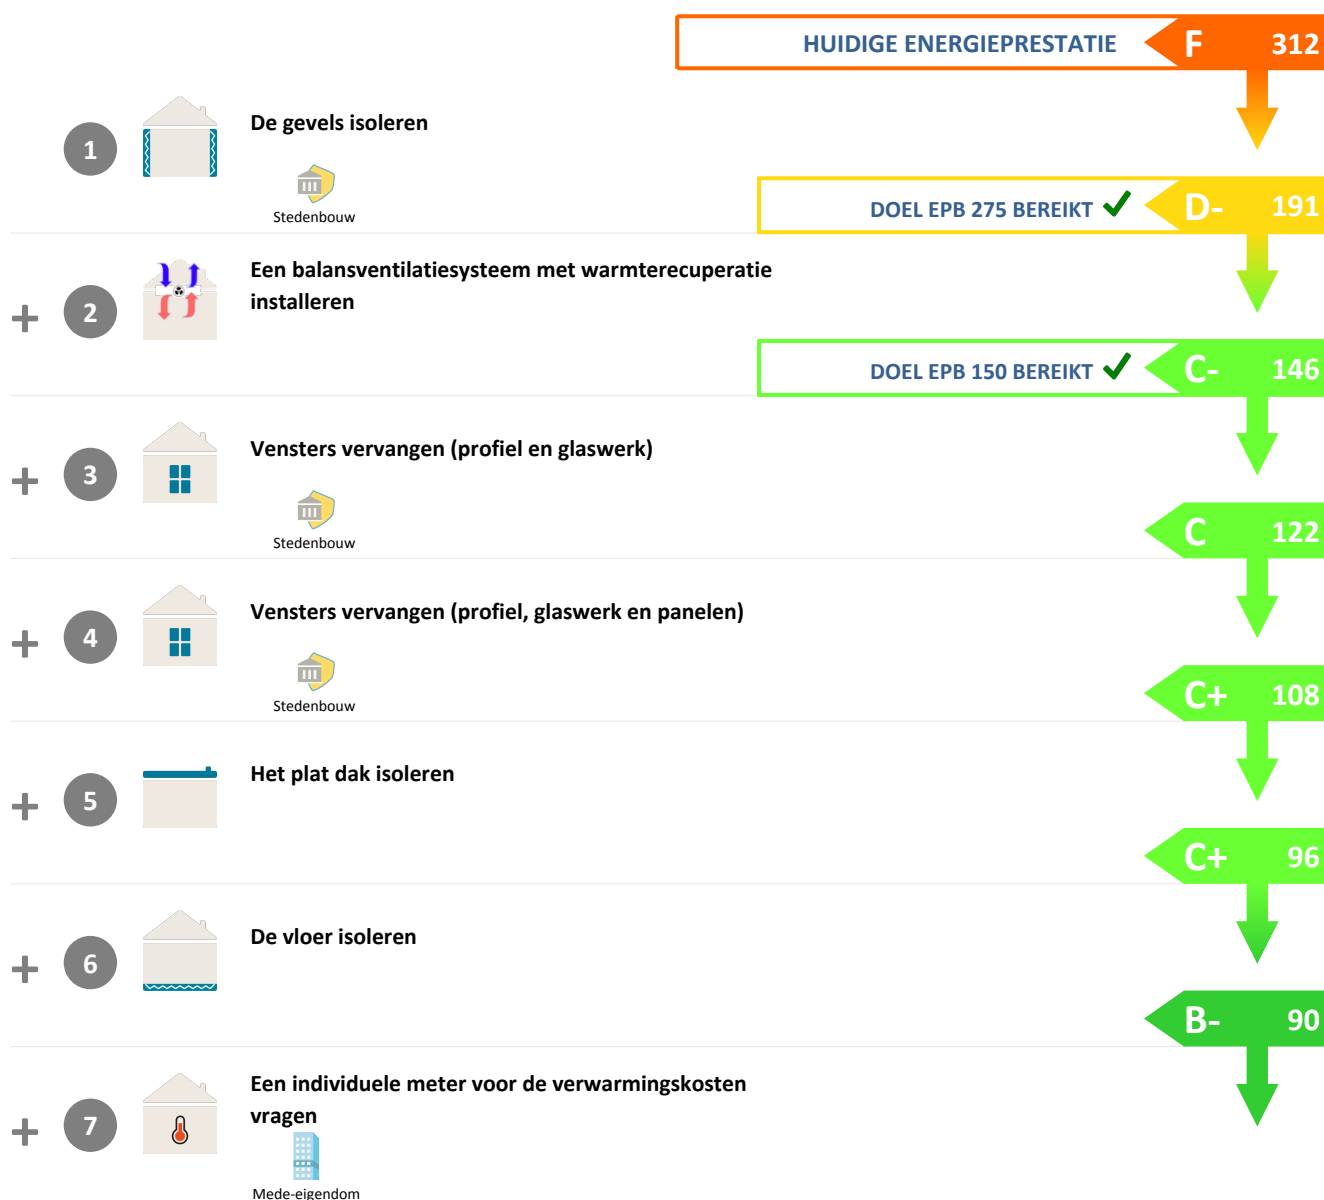 HUIDIGE ENERGIEPRESTATIE F 312
1 De gevels isoleren
Stedenbouw
DOEL EPB 275 BEREIKT D- 191
+ 2 Een balansventilatiesysteem met warmterecuperatie
installeren
DOEL EPB 150 BEREIKT C- 146
+ 3 Vensters vervangen (profiel en glaswerk)
Stedenbouw
C 122
+ 4 Vensters vervangen (profiel, glaswerk en panelen)
Stedenbouw
C+ 108
+ 5 Het plat dak isoleren
C+ 96
+ 6 De vloer isoleren
B- 90
+ 7 Een individuele meter voor de verwarmingskosten
vragen
Mede-eigendom